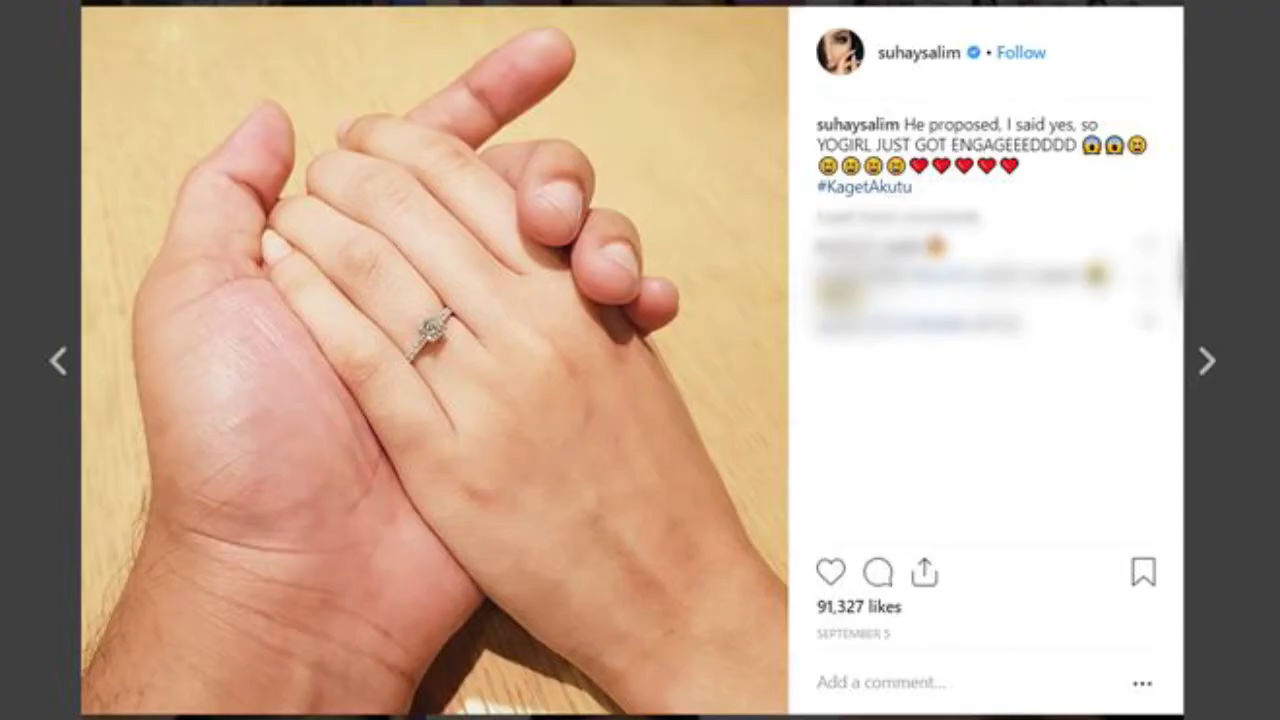 suhaysalim • Follow
suhaysalim He proposed, I said yes, so
YOGIRL JUST GOT ENGAGEEEDDDD 😱😱😆
😆😆😆😆❤❤❤❤❤
#KagetAkutu
91,327 likes
SEPTEMBER 5
Add a comment...